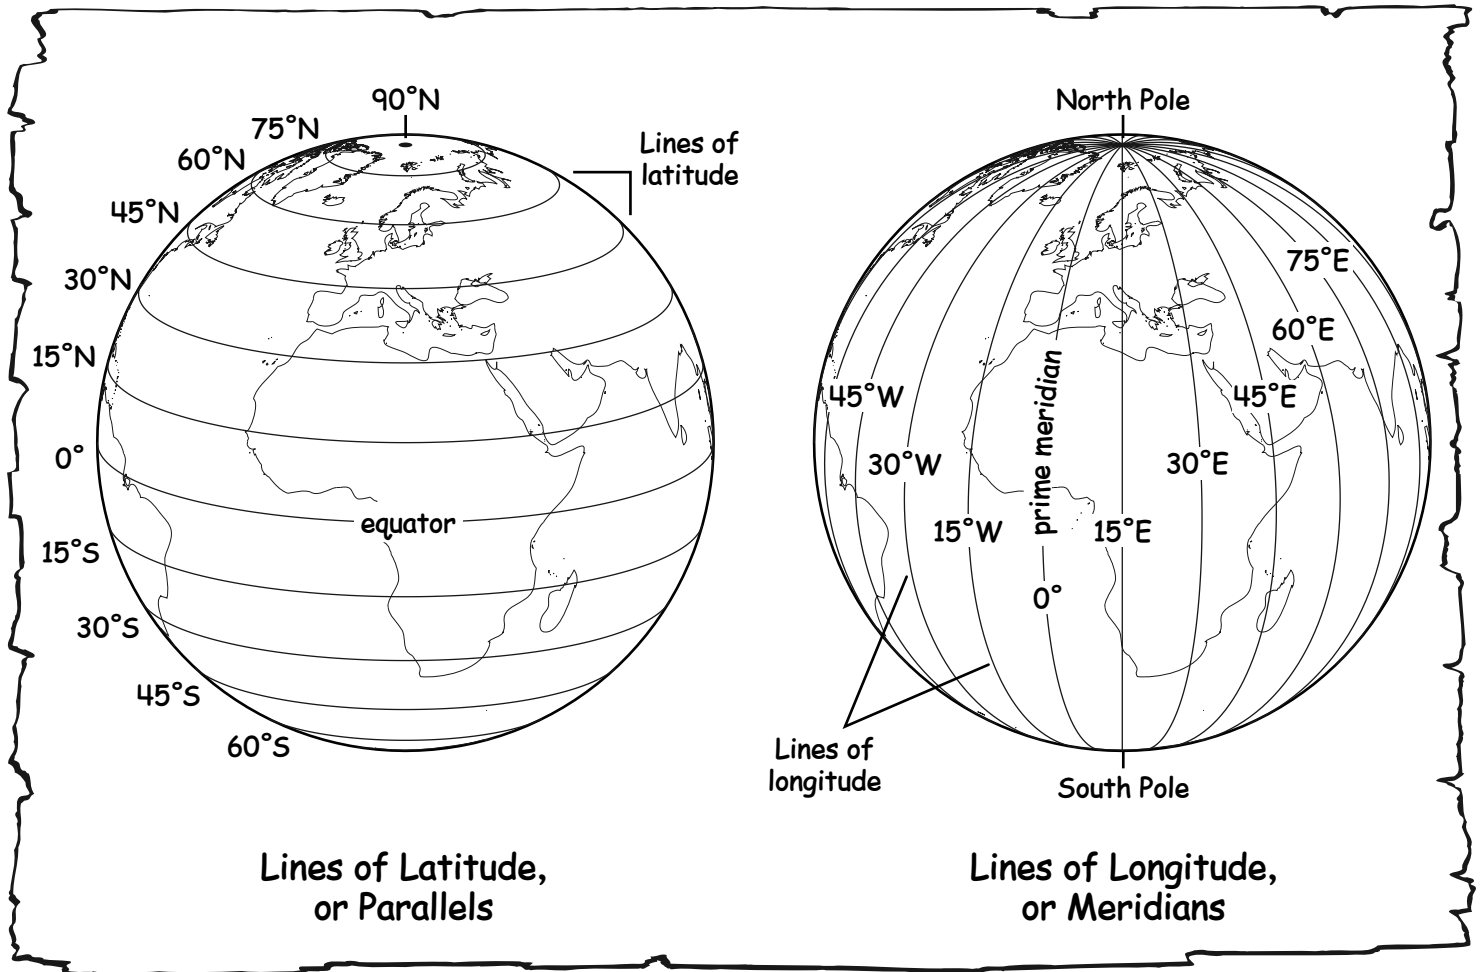 90°N
75°N
60°N
45°N
30°N
15°N
0°
15°S
30°S
45°S
60°S
equator
Lines of
latitude
Lines of Latitude,
or Parallels
North Pole
75°E
60°E
45°W
45°E
30°W
30°E
15°W
15°E
prime meridian
0°
Lines of
longitude
South Pole
Lines of Longitude,
or Meridians